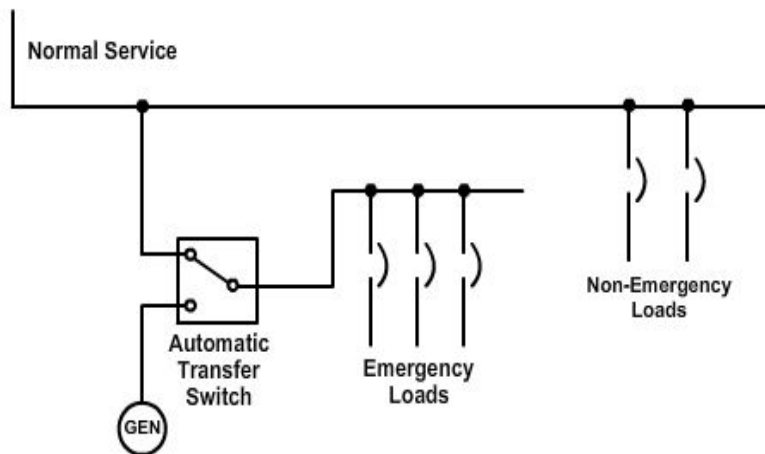 Normal Service
Non-Emergency
Loads
Automatic
Transfer
Switch
Emergency
Loads
GEN